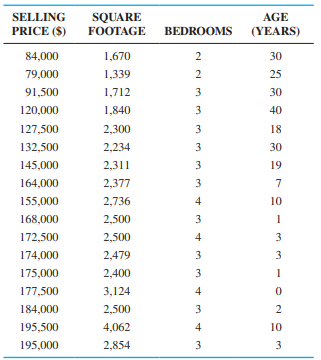 SELLING PRICE ($) SQUARE FOOTAGE BEDROOMS AGE (YEARS)
84,000 1,670 2 30
79,000 1,339 2 25
91,500 1,712 3 30
120,000 1,840 3 40
127,500 2,300 3 18
132,500 2,234 3 30
145,000 2,311 3 19
164,000 2,377 3 7
155,000 2,736 4 10
168,000 2,500 3 1
172,500 2,500 4 3
174,000 2,479 3 3
175,000 2,400 3 1
177,500 3,124 4 0
184,000 2,500 3 2
195,500 4,062 4 10
195,000 2,854 3 3